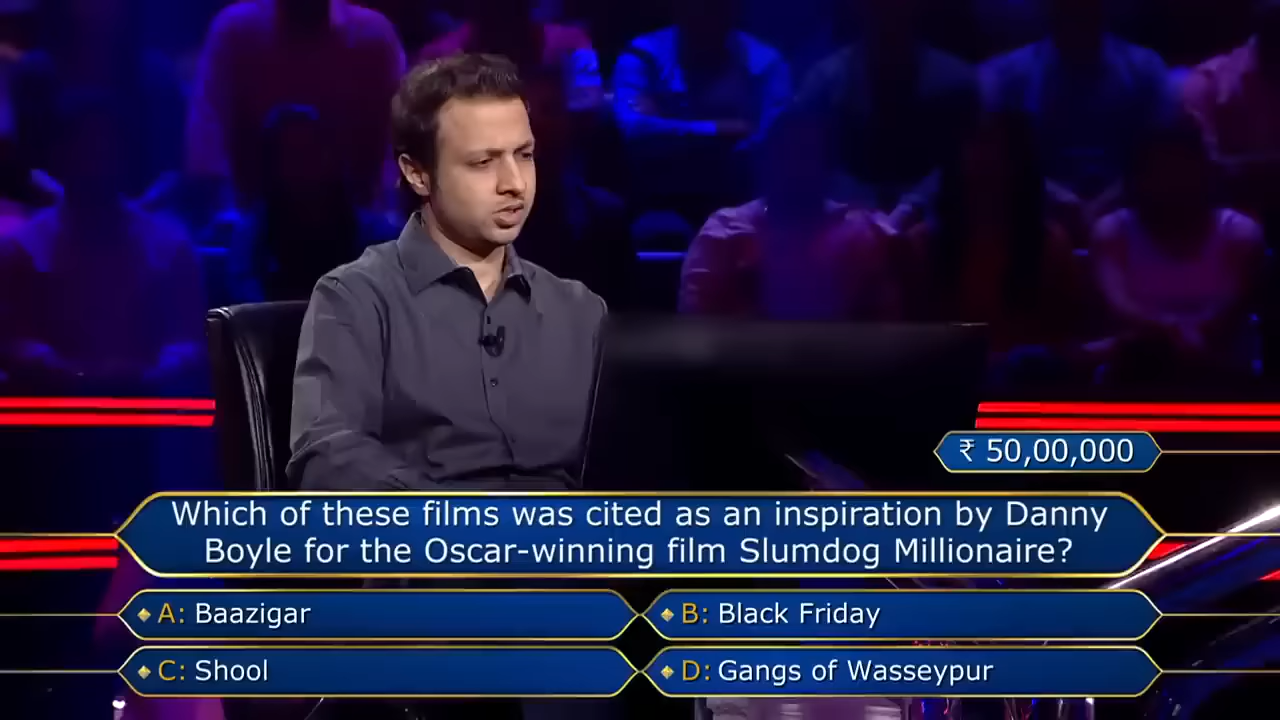 ₹ 50,00,000
Which of these films was cited as an inspiration by Danny
Boyle for the Oscar-winning film Slumdog Millionaire?
A: Baazigar
B: Black Friday
C: Shool
D: Gangs of Wasseypur